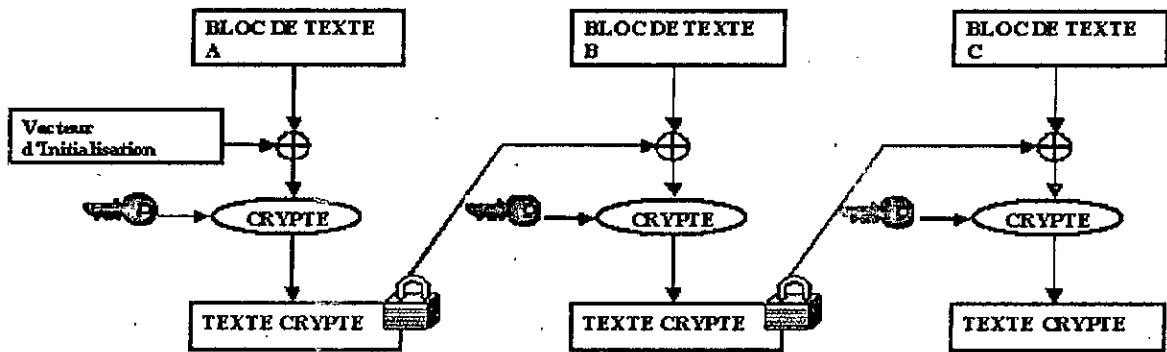 BLOC DE TEXTE
A
BLOC DE TEXTE
B
BLOC DE TEXTE
C
Vecteur
d'Initialisation
CRYPTE
CRYPTE
CRYPTE
TEXTE CRYPTE
TEXTE CRYPTE
TEXTE CRYPTE